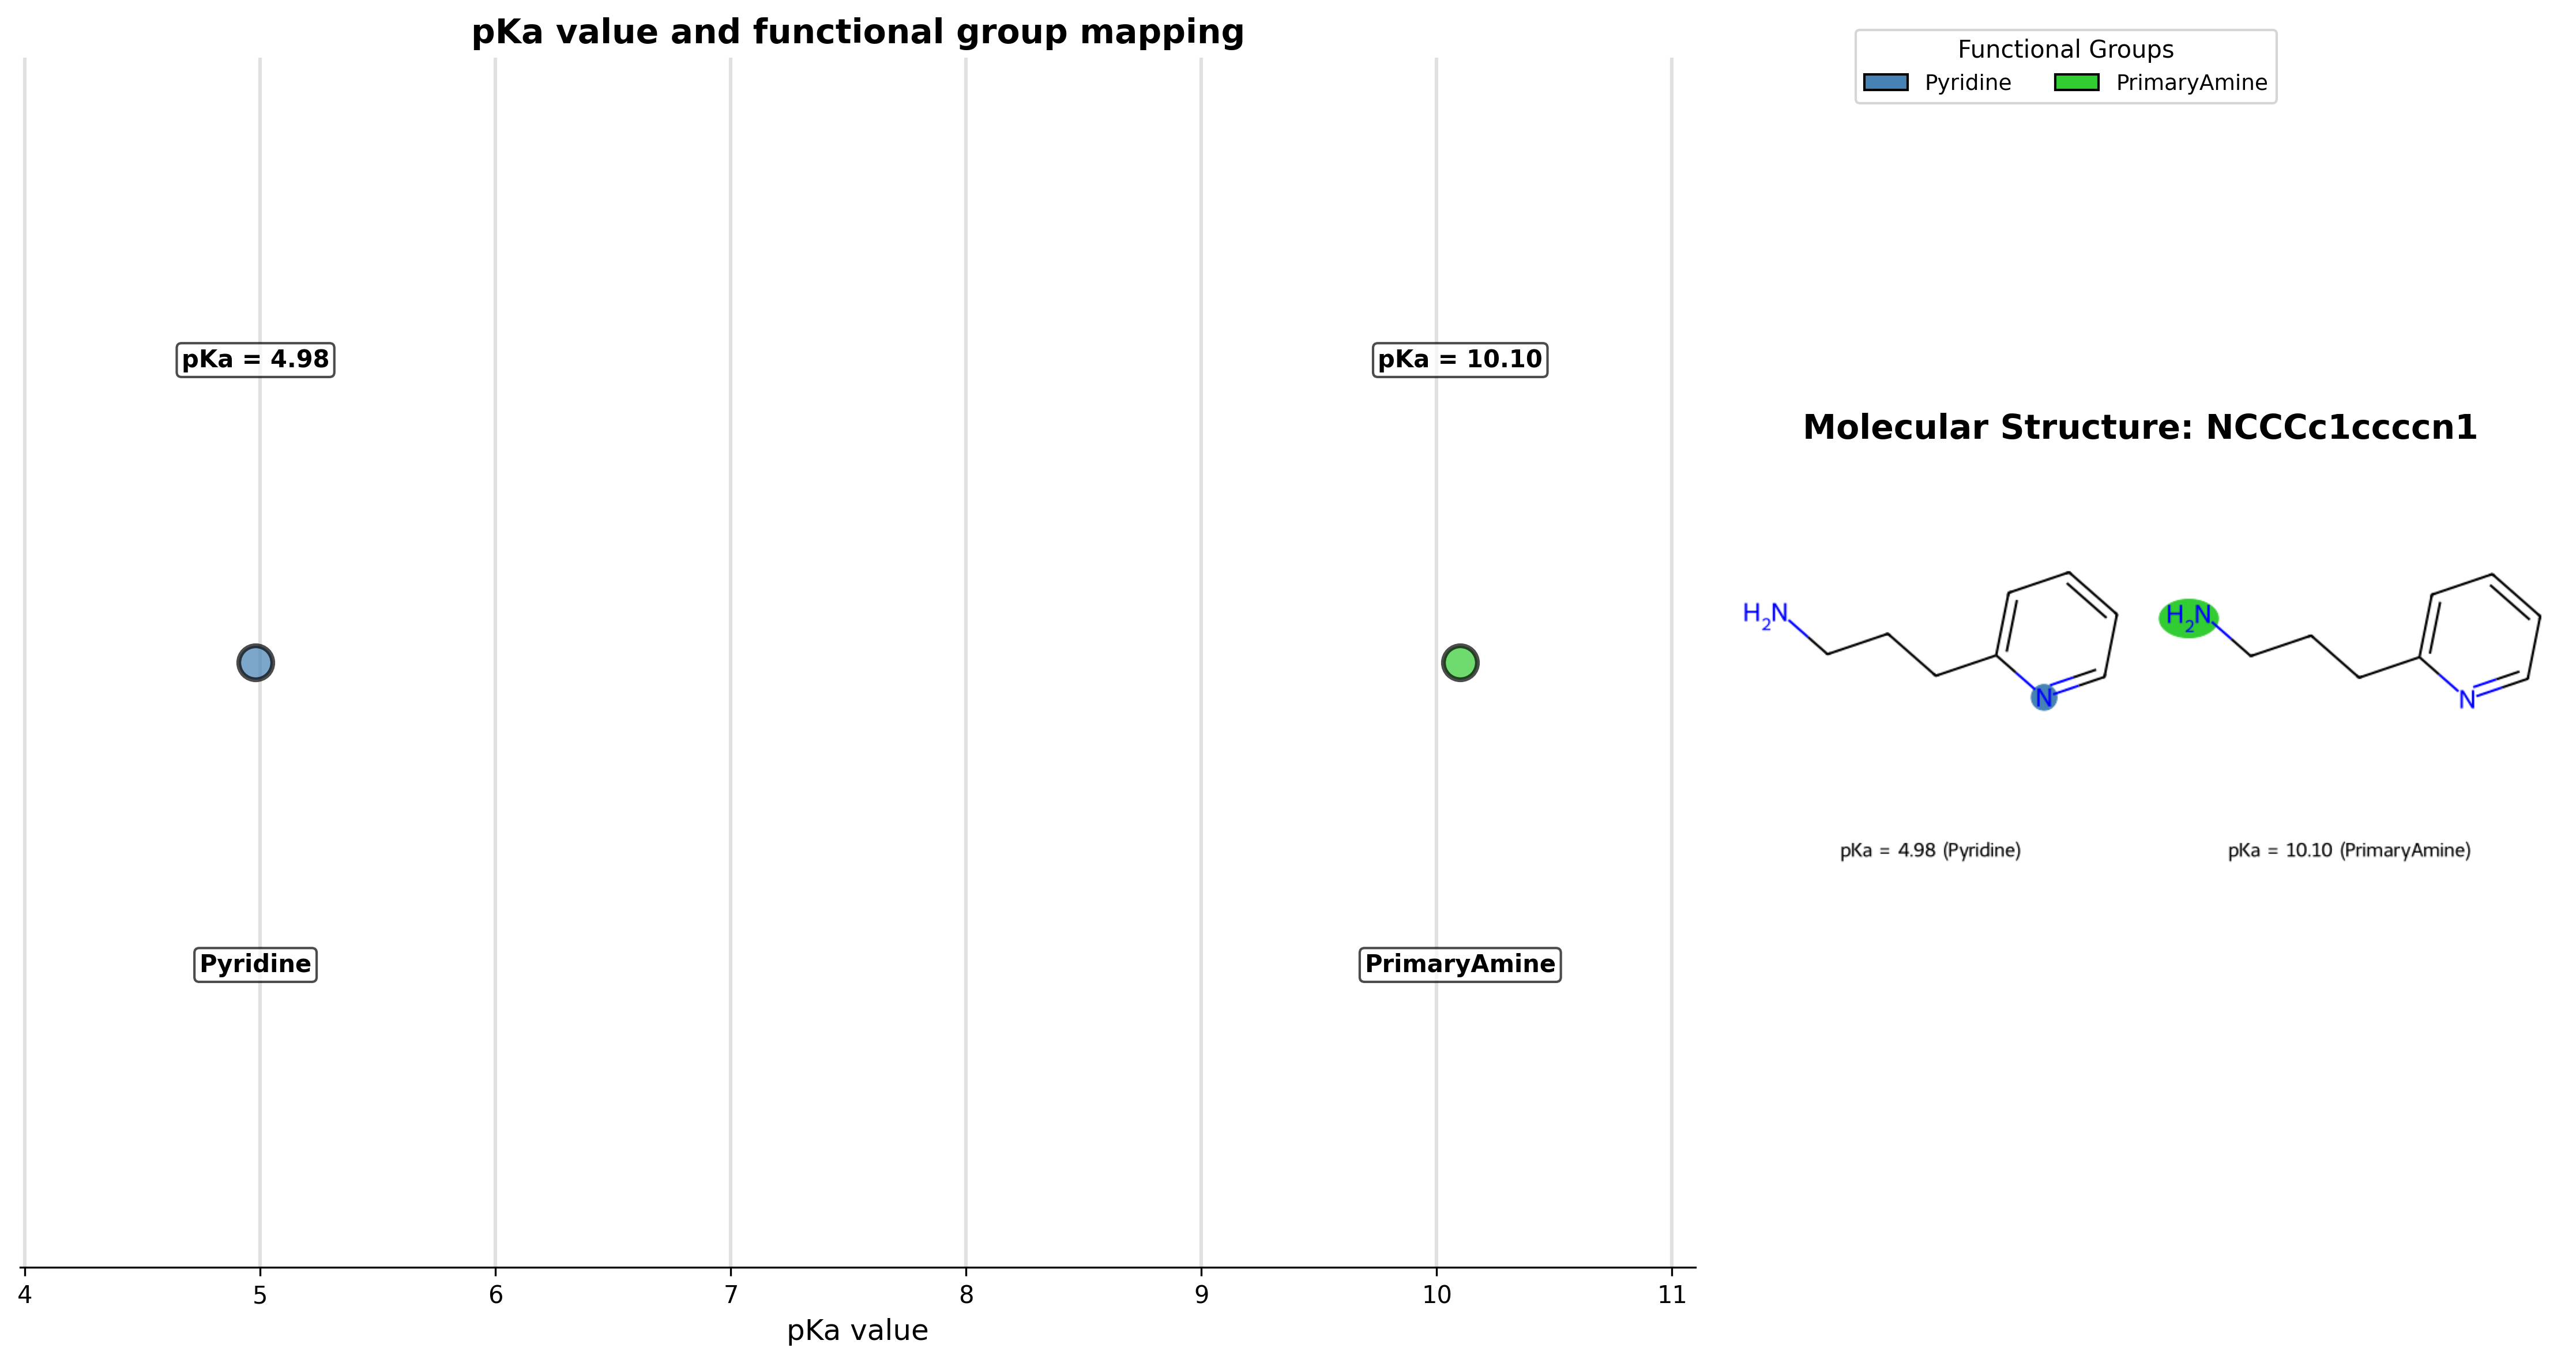 pKa value and functional group mapping
pKa = 4.98
pKa = 10.10
Pyridine
PrimaryAmine
4 5 6 7 8 9 10 11
pKa value
Functional Groups
Pyridine PrimaryAmine
Molecular Structure: NCCCc1ccccn1
H2N
N
H2N
N
pKa = 4.98 (Pyridine)
pKa = 10.10 (PrimaryAmine)